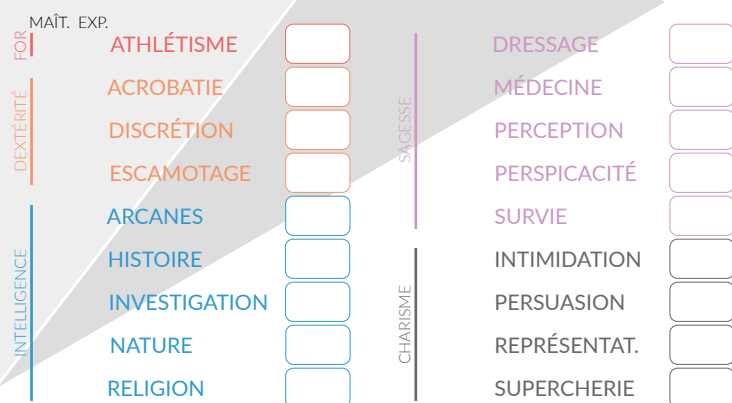 MAÎT. EXP.
FOR
ATHLÉTISME
DEXTÉRITÉ
ACROBATIE
DISCRÉTION
ESCAMOTAGE
INTELLIGENCE
ARCANES
HISTOIRE
INVESTIGATION
NATURE
RELIGION
SAGESSE
DRESSAGE
MÉDECINE
PERCEPTION
PERSPICACITÉ
SURVIE
CHARISME
INTIMIDATION
PERSUASION
REPRÉSENTAT.
SUPERCHERIE